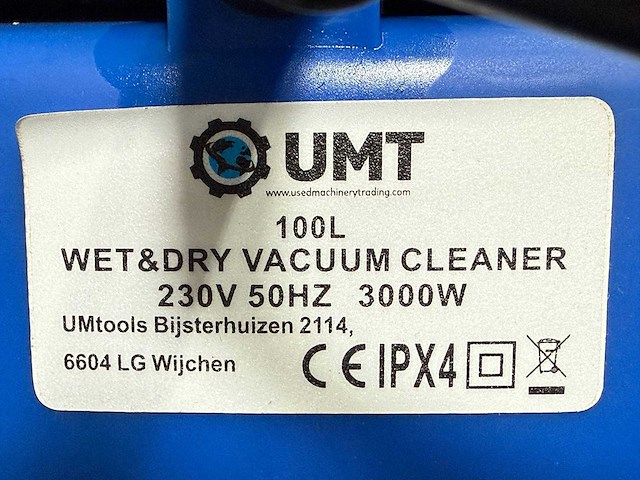 UMT
www.usedmachinerytrading.com
100L
WET&DRY VACUUM CLEANER
230V 50HZ 3000W
UMtools Bijsterhuizen 2114,
6604 LG Wijchen
CE IPX4